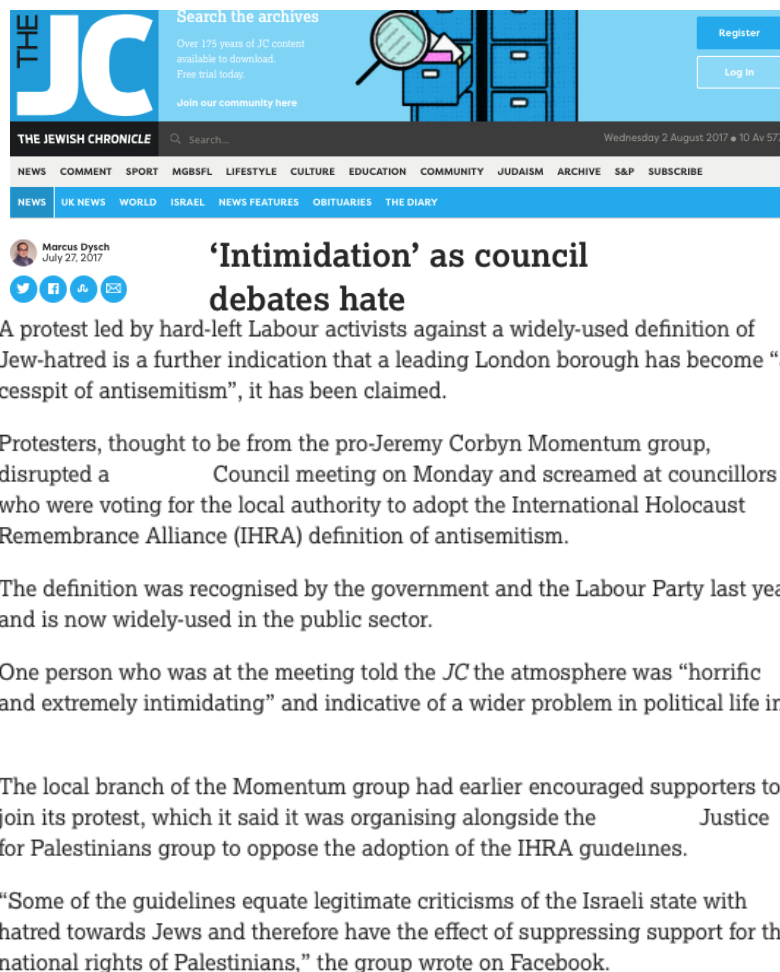 THE JC
Search the archives
Over 175 years of JC content
available to download.
Free trial today.
Join our community here
Register
Log In
THE JEWISH CHRONICLE Search... Wednesday 2 August 2017 • 10 Av 577
NEWS COMMENT SPORT MGBSFL LIFESTYLE CULTURE EDUCATION COMMUNITY JUDAISM ARCHIVE S&P SUBSCRIBE
NEWS UK NEWS WORLD ISRAEL NEWS FEATURES OBITUARIES THE DIARY
Marcus Dysch
July 27, 2017
‘Intimidation’ as council
debates hate
A protest led by hard-left Labour activists against a widely-used definition of
Jew-hatred is a further indication that a leading London borough has become “a
cesspit of antisemitism”, it has been claimed.
Protesters, thought to be from the pro-Jeremy Corbyn Momentum group,
disrupted a Council meeting on Monday and screamed at councillors
who were voting for the local authority to adopt the International Holocaust
Remembrance Alliance (IHRA) definition of antisemitism.
The definition was recognised by the government and the Labour Party last yea
and is now widely-used in the public sector.
One person who was at the meeting told the JC the atmosphere was “horrific
and extremely intimidating” and indicative of a wider problem in political life in
The local branch of the Momentum group had earlier encouraged supporters to
join its protest, which it said it was organising alongside the Justice
for Palestinians group to oppose the adoption of the IHRA guidelines.
“Some of the guidelines equate legitimate criticisms of the Israeli state with
hatred towards Jews and therefore have the effect of suppressing support for th
national rights of Palestinians,” the group wrote on Facebook.